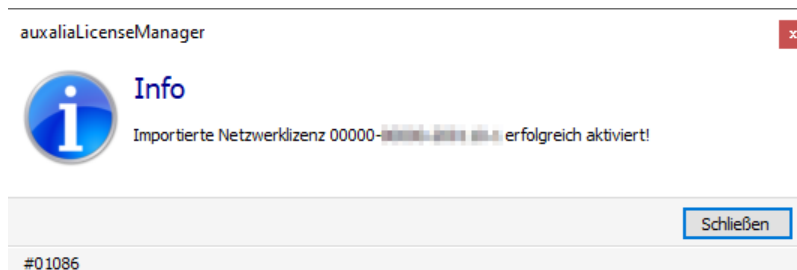 auxaliaLicenseManager
x
Info
Importierte Netzwerklizenz 00000- erfolgreich aktiviert!
Schließen
#01086